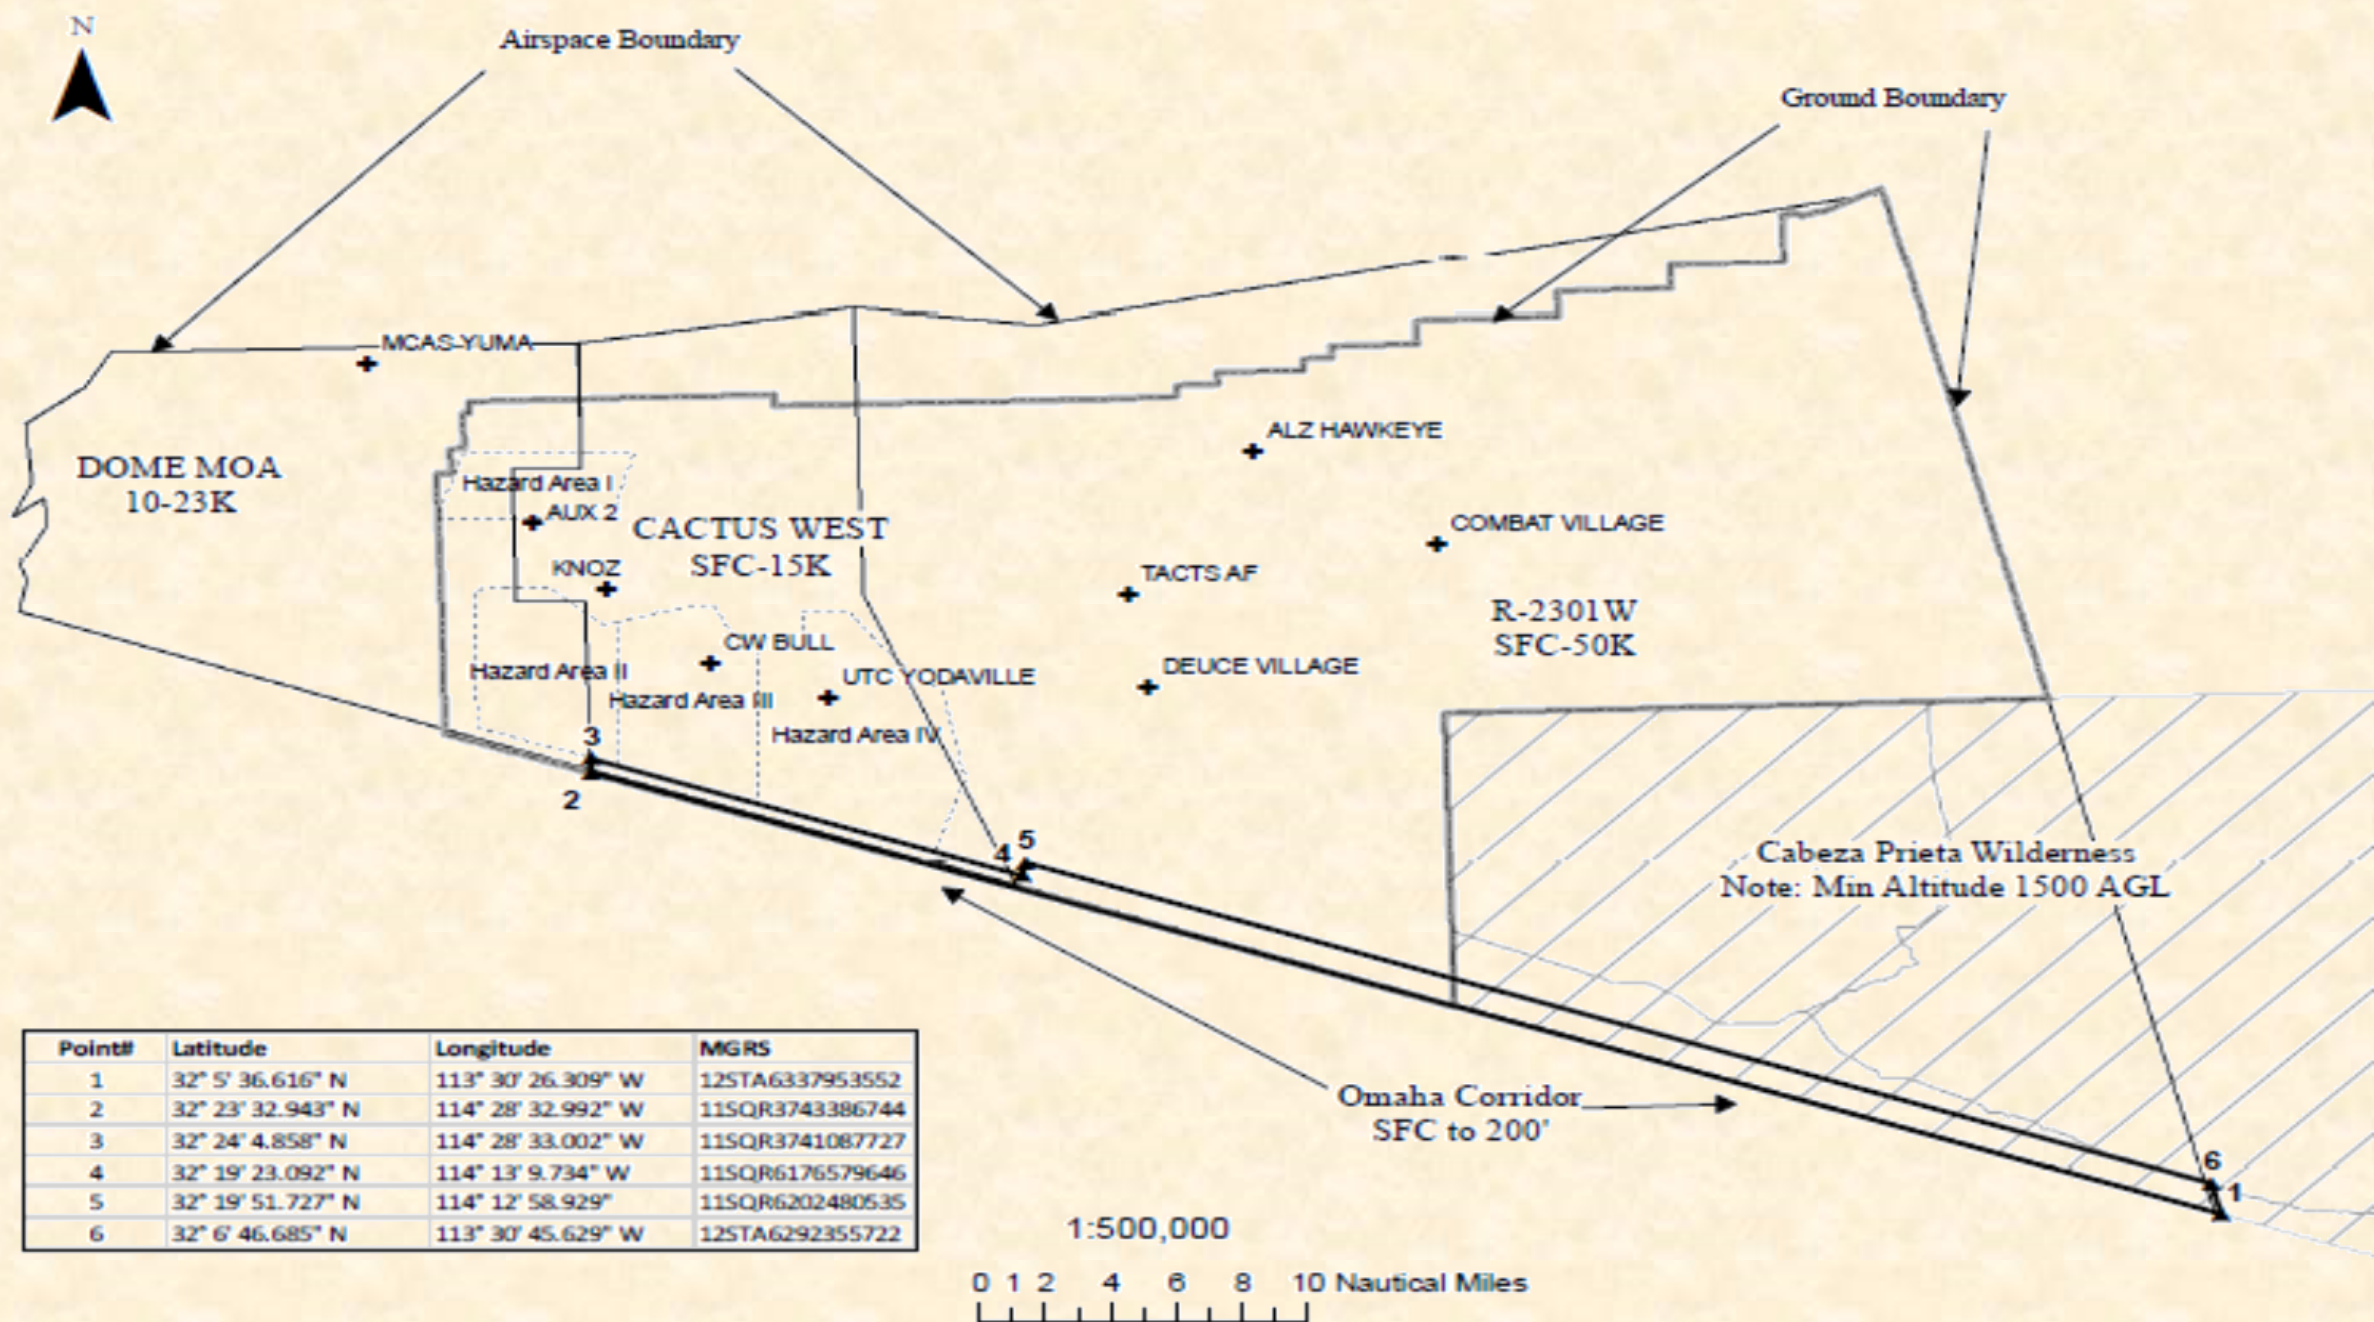 N
Airspace Boundary
Ground Boundary
MCAS YUMA
DOME MOA
10-23K
Hazard Area I
AUX 2
CACTUS WEST
SFC-15K
KNOZ
ALZ HAWKEYE
COMBAT VILLAGE
TACTS AF
R-2301W
SFC-50K
CW BULL
DEUCE VILLAGE
UTC YODAVILLE
Hazard Area II
Hazard Area III
Hazard Area IV
3
2
4
5
Cabeza Prieta Wilderness
Note: Min Altitude 1500 AGL
Omaha Corridor
SFC to 200'
6
1
Point# Latitude Longitude MGRS
1 32° 5' 36.616" N 113° 30' 26.309" W 12STA6337953552
2 32° 23' 32.943" N 114° 28' 32.992" W 11SQR3743386744
3 32° 24' 4.858" N 114° 28' 33.002" W 11SQR3741087727
4 32° 19' 23.092" N 114° 13' 9.734" W 11SQR6176579646
5 32° 19' 51.727" N 114° 12' 58.929" 11SQR6202480535
6 32° 6' 46.685" N 113° 30' 45.629" W 12STA6292355722
1:500,000
0 1 2 4 6 8 10 Nautical Miles